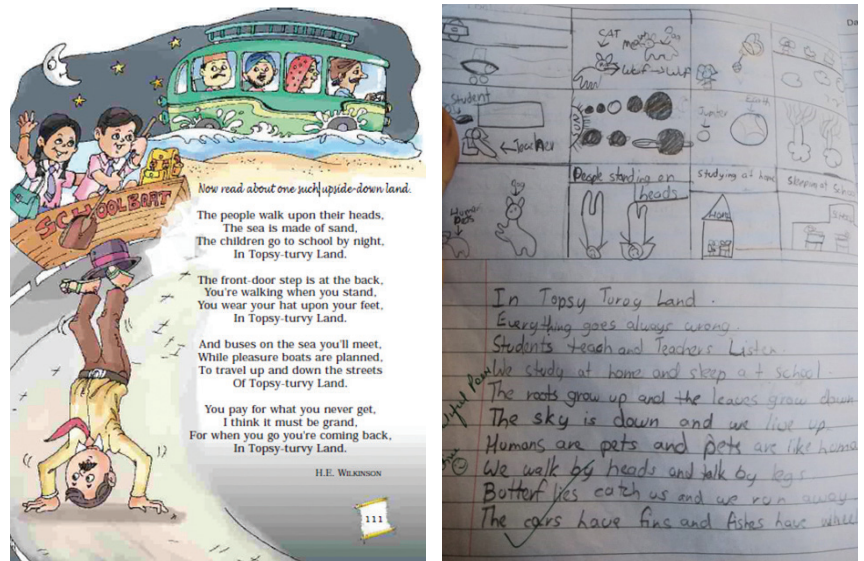 SCHOOL BOAT
Now read about one such upside-down land.
The people walk upon their heads,
The sea is made of sand,
The children go to school by night,
In Topsy-turvy Land.
The front-door step is at the back,
You're walking when you stand,
You wear your hat upon your feet,
In Topsy-turvy Land.
And buses on the sea you'll meet,
While pleasure boats are planned,
To travel up and down the streets
Of Topsy-turvy Land.
You pay for what you never get,
I think it must be grand,
For when you go you're coming back,
In Topsy-turvy Land.
H.E. WILKINSON
111
CAT
Dog
Me
Student
Teacher
Earth
People standing on
heads
Studying at home
at School
Human
Pets
Dog
HOME
In Topsy Turvy Land.
Everything goes always wrong.
Students teach and Teachers Listen
We study at home and sleep at School.
The roots grow up and the leaves grow down
The sky is down and we live up.
Humans are pets and pets are like huma
We walk by heads and talk by legs
Butterflies catch us and we run away
The cars have fins and fishes have whee